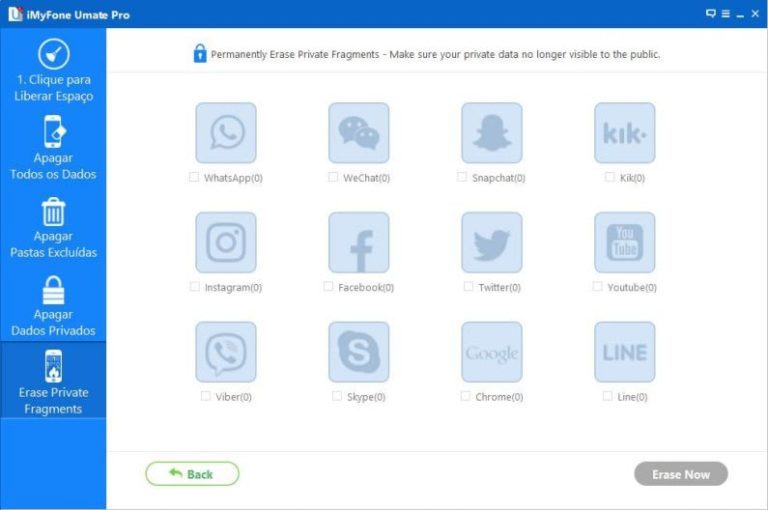 iMyFone Umate Pro
1. Clique para
Liberar Espaço
Apagar
Todos os Dados
Apagar
Pastas Excluídas
Apagar
Dados Privados
Erase Private
Fragments
Permanently Erase Private Fragments - Make sure your private data no longer visible to the public.
kik.
WhatsApp(0) WeChat(0) Snapchat(0) Kik(0)
You
Tube
Instagram(0) Facebook(0) Twitter(0) Youtube(0)
Google LINE
Viber(0) Skype(0) Chrome(0) Line(0)
Back Erase Now